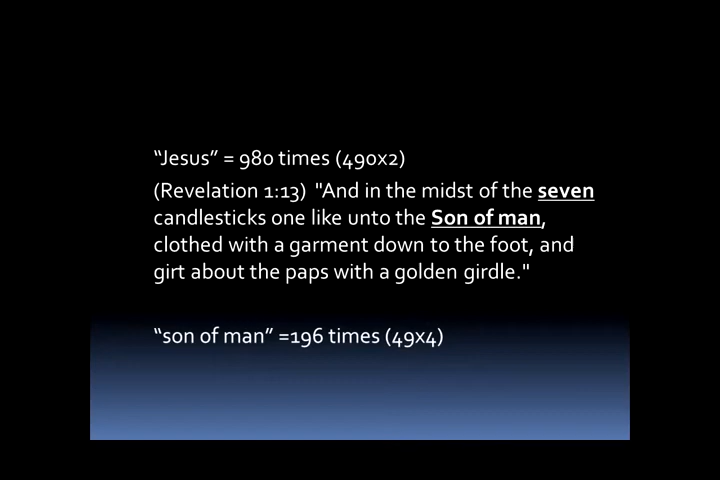 “Jesus” = 980 times (490x2)
(Revelation 1:13) "And in the midst of the seven
candlesticks one like unto the Son of man,
clothed with a garment down to the foot, and
girt about the paps with a golden girdle."
“son of man” =196 times (49x4)